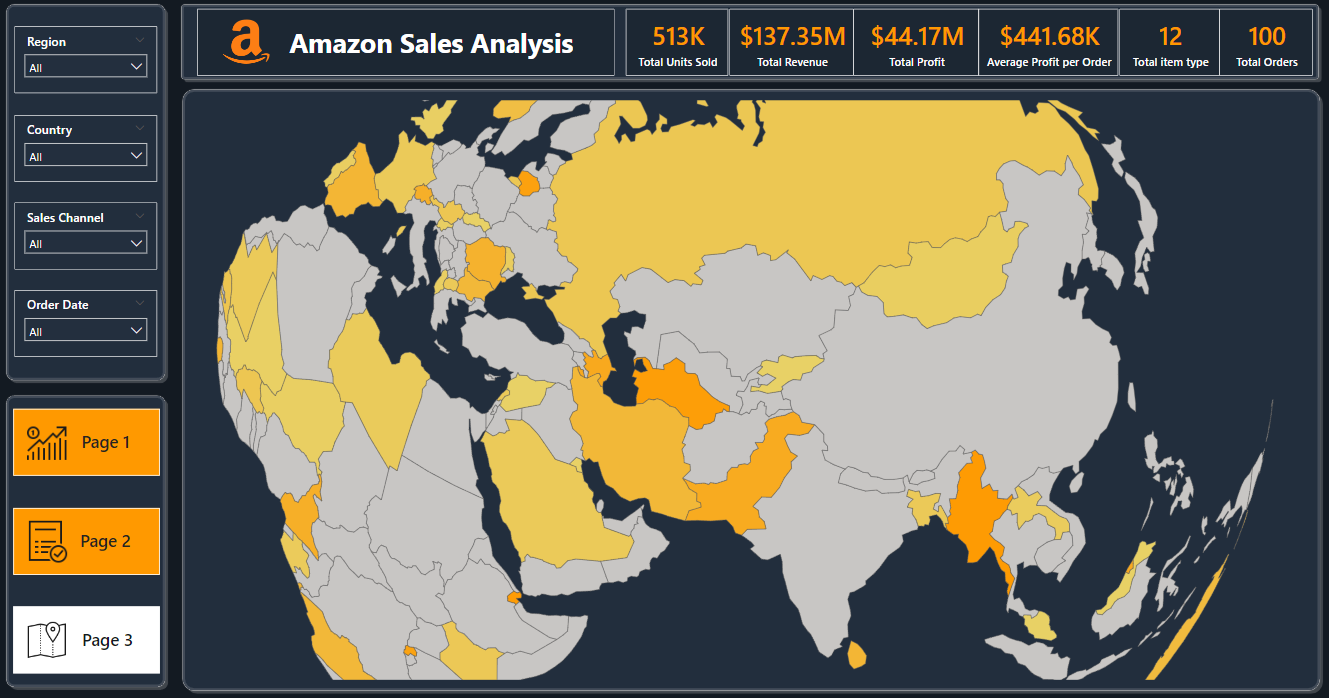 Region
All
Country
All
Sales Channel
All
Order Date
All
Page 1
Page 2
Page 3
a
Amazon Sales Analysis
513K
Total Units Sold
$137.35M
Total Revenue
$44.17M
Total Profit
$441.68K
Average Profit per Order
12
Total item type
100
Total Orders